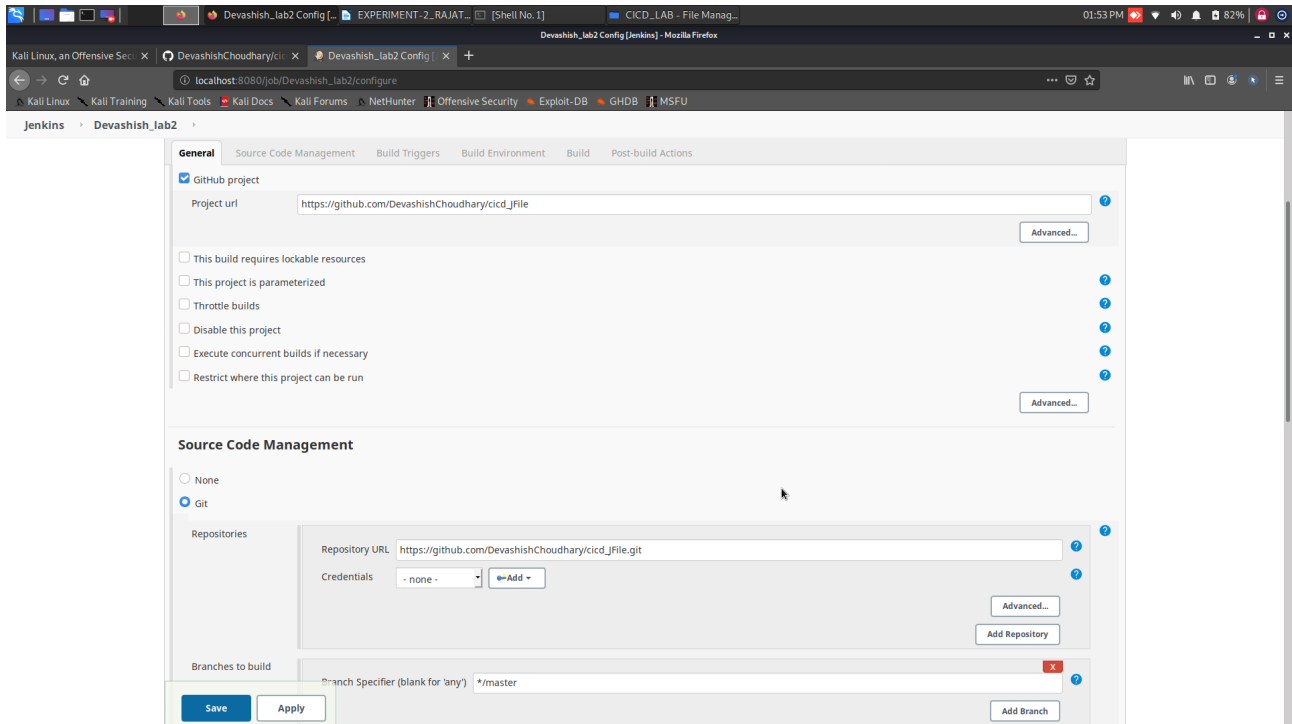 Devashish_lab2 Config [... EXPERIMENT-2_RAJAT... [Shell No. 1] CICD_LAB - File Manag... 01:53 PM 82%
Devashish_lab2 Config [Jenkins] - Mozilla Firefox
Kali Linux, an Offensive Sec DevashishChoudhary/cic Devashish_lab2 Config [
localhost:8080/job/Devashish_lab2/configure
Kali Linux Kali Training Kali Tools Kali Docs Kali Forums NetHunter Offensive Security Exploit-DB GHDB MSFU
Jenkins Devashish_lab2
General Source Code Management Build Triggers Build Environment Build Post-build Actions
GitHub project
Project url https://github.com/DevashishChoudhary/cicd_JFile
Advanced...
This build requires lockable resources
This project is parameterized
Throttle builds
Disable this project
Execute concurrent builds if necessary
Restrict where this project can be run
Advanced...
Source Code Management
None
Git
Repositories
Repository URL https://github.com/DevashishChoudhary/cicd_JFile.git
Credentials - none - Add
Advanced...
Add Repository
Branches to build X
Branch Specifier (blank for 'any') */master
Save Apply Add Branch